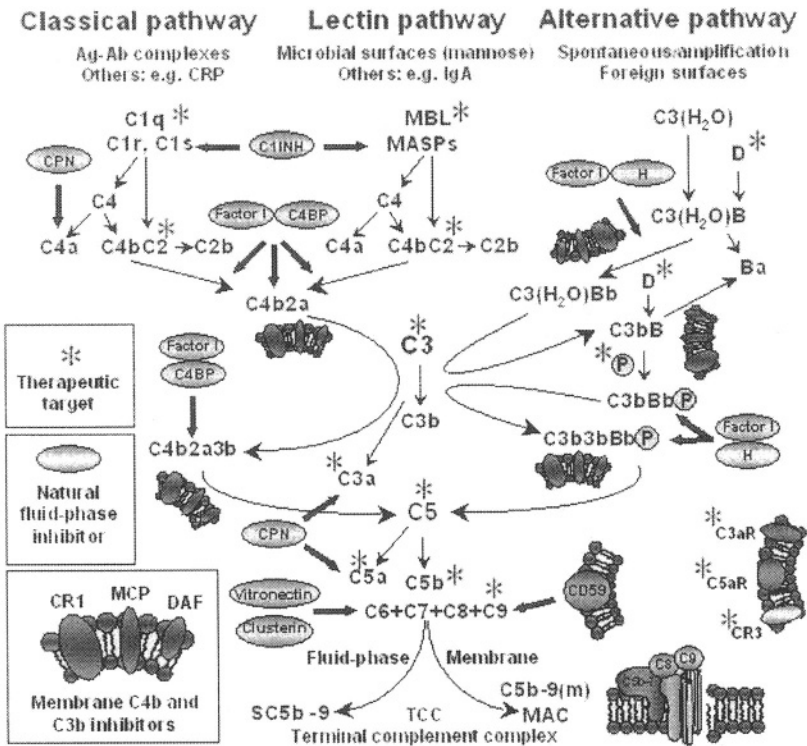 Classical pathway
Ag-Ab complexes
Others: e.g. CRP
Lectin pathway
Microbial surfaces (mannose)
Others: e.g. IgA
Alternative pathway
Spontaneous/amplification
Foreign surfaces
C1q*
C1r, C1s
CPN
C1INH
C4
C4a
C4bC2*
C2b
MBL*
MASPs
C4
C4a
C4bC2*
C2b
Factor I
C4BP
C4b2a
C3(H₂O)
D*
Factor I
H
C3(H₂O)B
Ba
C3(H₂O)Bb
D*
C3bB
*P
C3bBbP
Factor I
H
C3b3bBbP
*
C3
C3b
*C3a
Factor I
C4BP
C4b2a3b
*
C5
CPN
*C5a
C5b*
Vitronectin
Clusterin
C6+C7+C8+C9*
CD59
Fluid-phase
Membrane
SC5b-9
TCC
C5b-9(m)
MAC
Terminal complement complex
*C3aR
*C5aR
*CR3
C8
C9
*
Therapeutic
target
Natural
fluid-phase
inhibitor
CR1
MCP
DAF
Membrane C4b and
C3b inhibitors